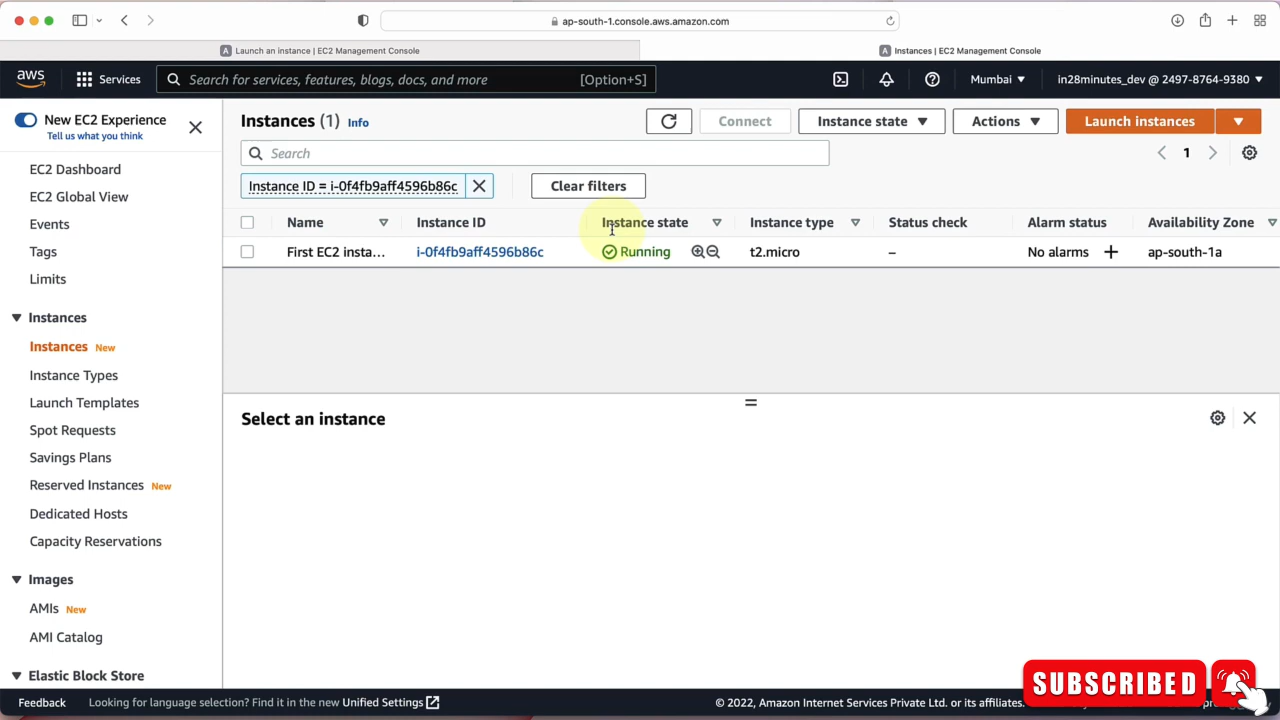 ap-south-1.console.aws.amazon.com
Launch an instance | EC2 Management Console
Instances | EC2 Management Console
aws
Services
Search for services, features, blogs, docs, and more
[Option+S]
Mumbai
in28minutes_dev @ 2497-8764-9380
New EC2 Experience
Tell us what you think
EC2 Dashboard
EC2 Global View
Events
Tags
Limits
Instances
Instances New
Instance Types
Launch Templates
Spot Requests
Savings Plans
Reserved Instances New
Dedicated Hosts
Capacity Reservations
Images
AMIs New
AMI Catalog
Elastic Block Store
Instances (1) Info
Connect
Instance state
Actions
Launch instances
Search
1
Instance ID = i-0f4fb9aff4596b86c
Clear filters
Name Instance ID Instance state Instance type Status check Alarm status Availability Zone
First EC2 insta... i-0f4fb9aff4596b86c Running t2.micro – No alarms ap-south-1a
Select an instance
SUBSCRIBED
Feedback
Looking for language selection? Find it in the new Unified Settings
© 2022, Amazon Internet Services Private Ltd. or its affiliates.